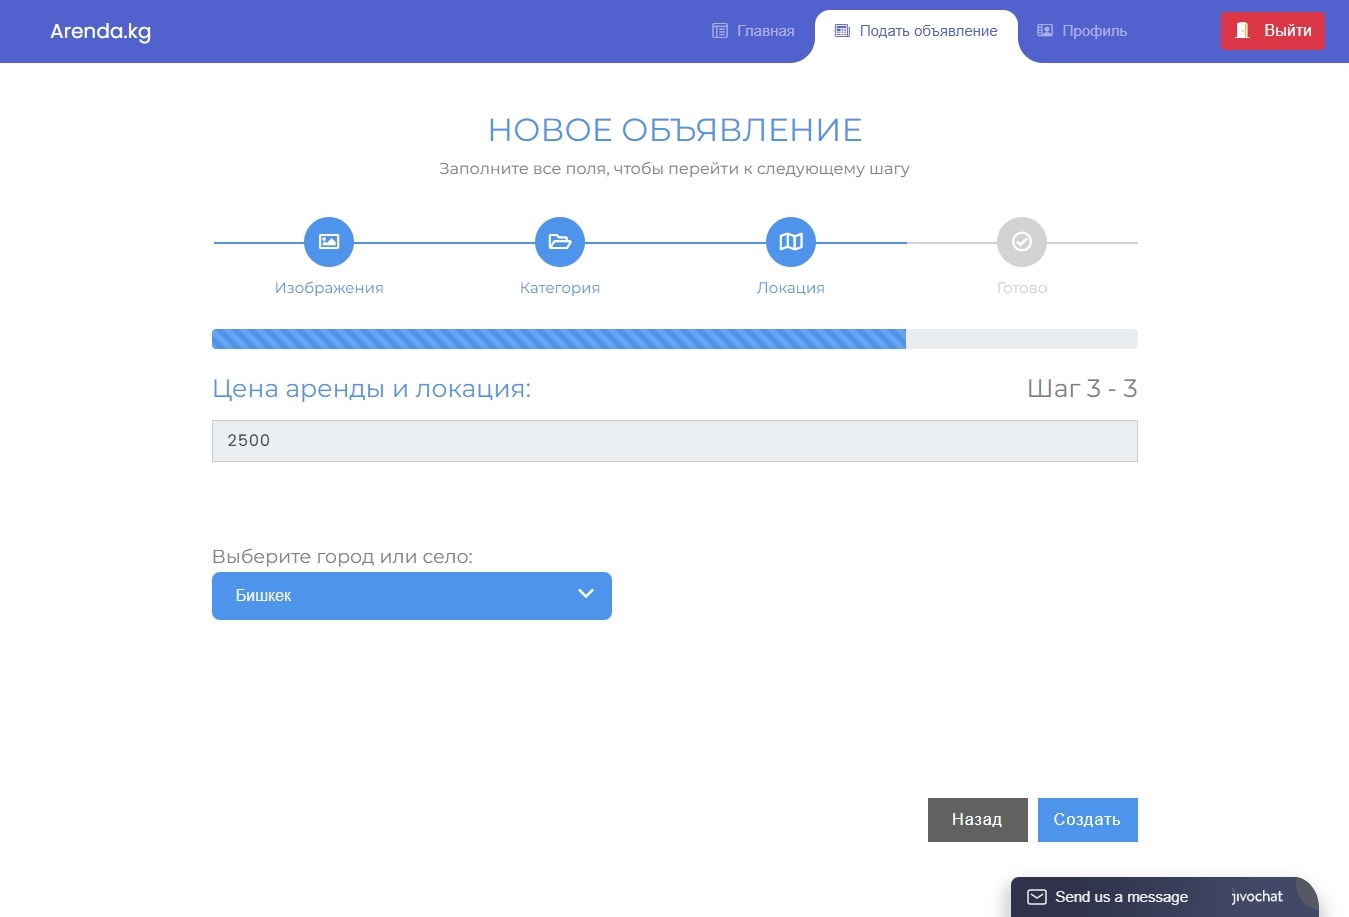 Arenda.kg
Главная
Подать объявление
Профиль
Выйти
НОВОЕ ОБЪЯВЛЕНИЕ
Заполните все поля, чтобы перейти к следующему шагу
Изображения
Категория
Локация
Готово
Цена аренды и локация:
Шаг 3 - 3
2500
Выберите город или село:
Бишкек
Назад
Создать
Send us a message
jivochat